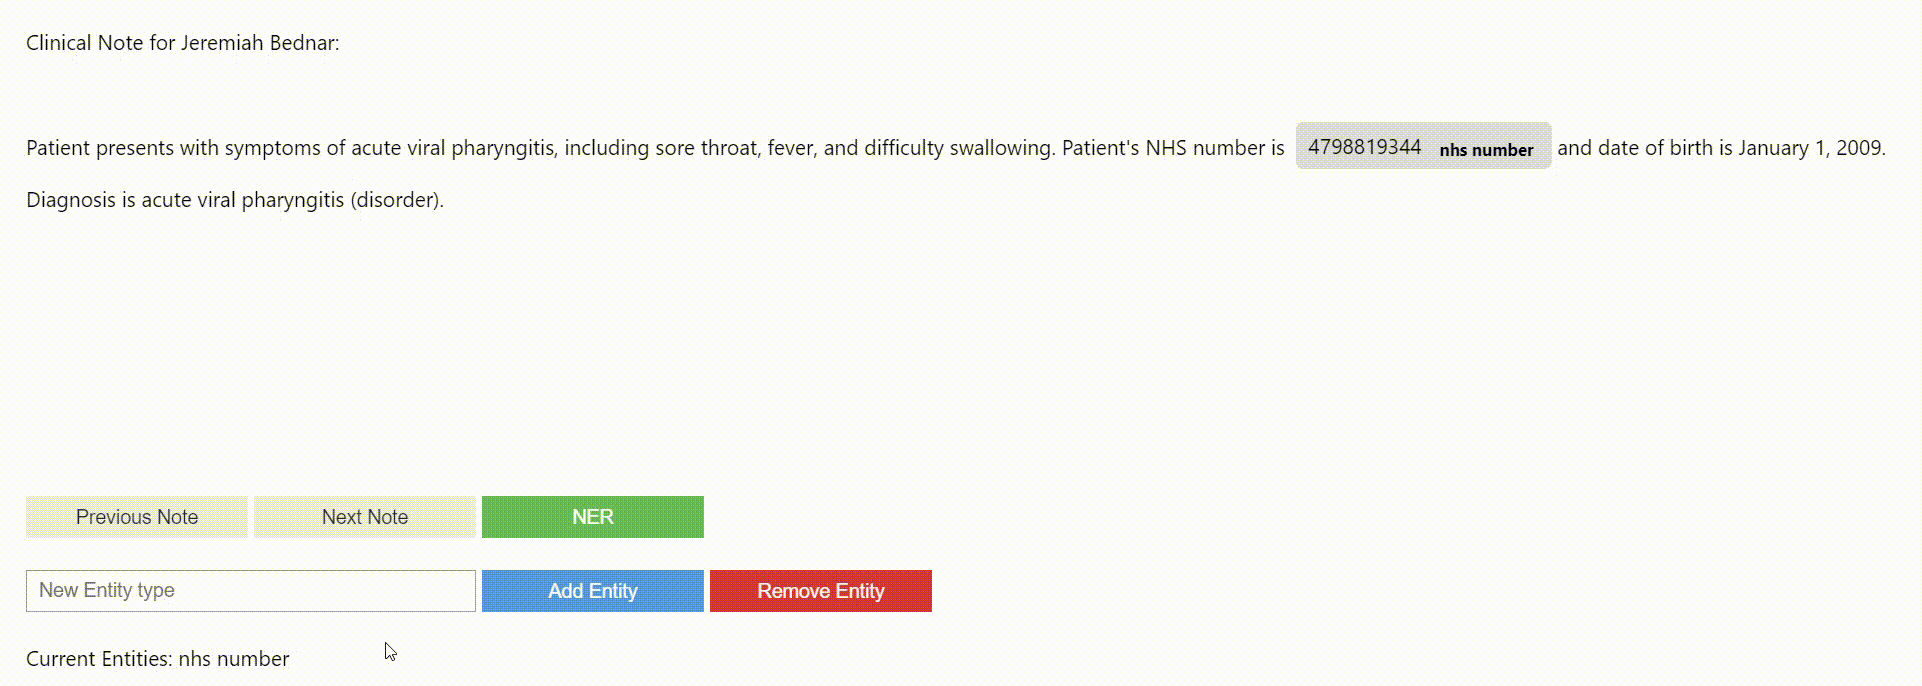 Clinical Note for Jeremiah Bednar:
Patient presents with symptoms of acute viral pharyngitis, including sore throat, fever, and difficulty swallowing. Patient's NHS number is 4798819344 nhs number and date of birth is January 1, 2009.
Diagnosis is acute viral pharyngitis (disorder).
Previous Note Next Note NER
New Entity type Add Entity Remove Entity
Current Entities: nhs number